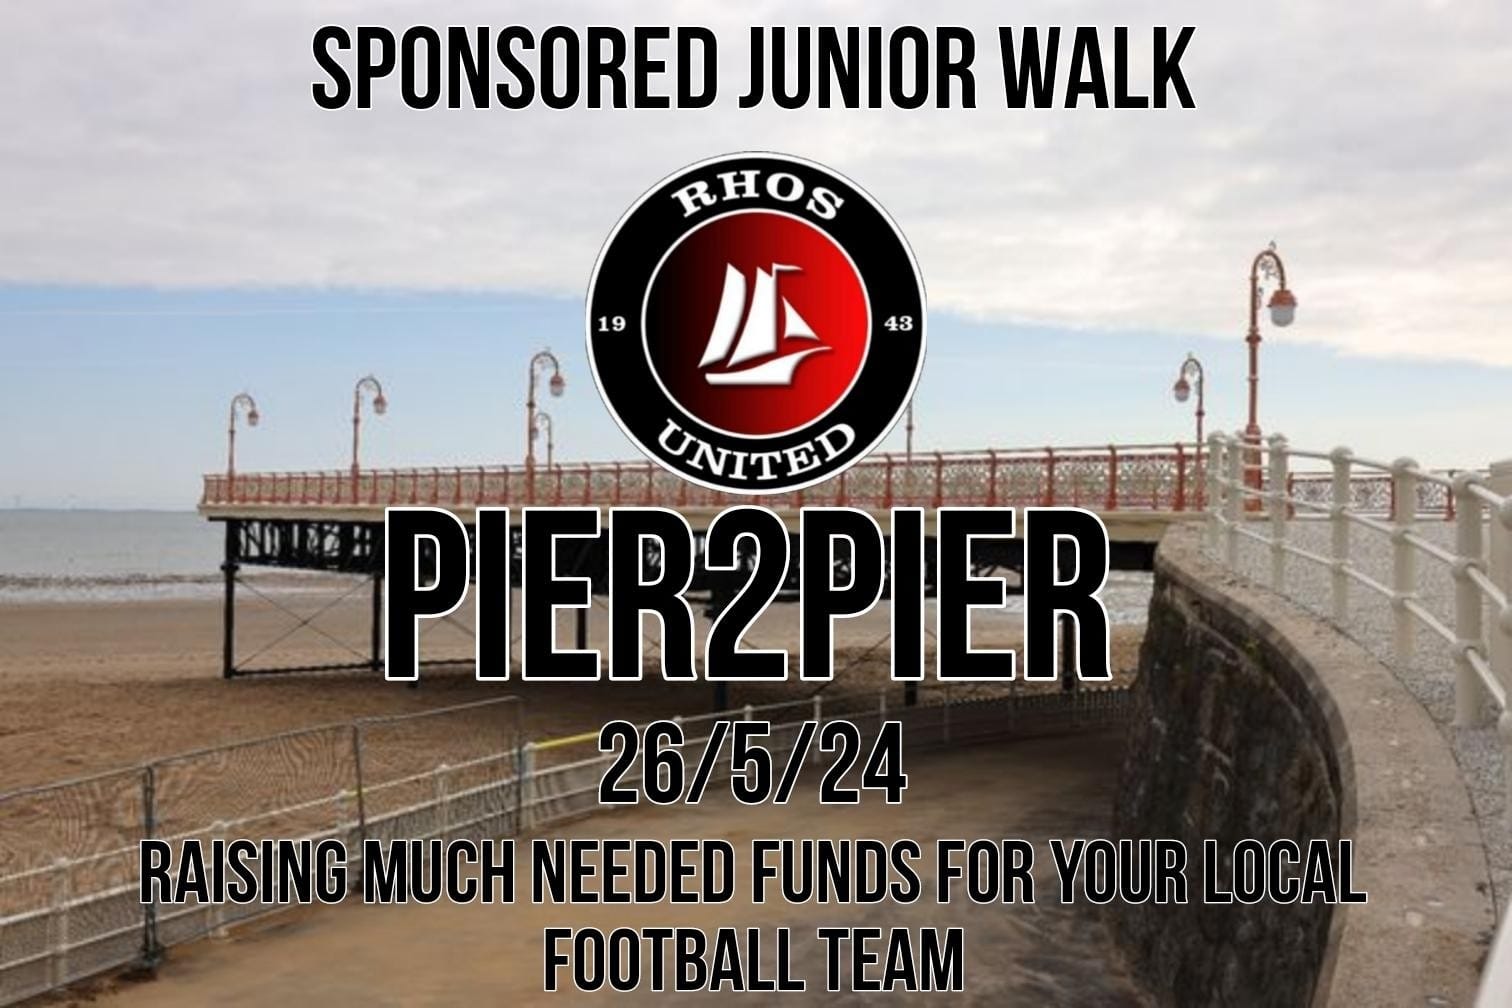 SPONSORED JUNIOR WALK
RHOS
19 43
UNITED
PIER2PIER
26/5/24
RAISING MUCH NEEDED FUNDS FOR YOUR LOCAL
FOOTBALL TEAM